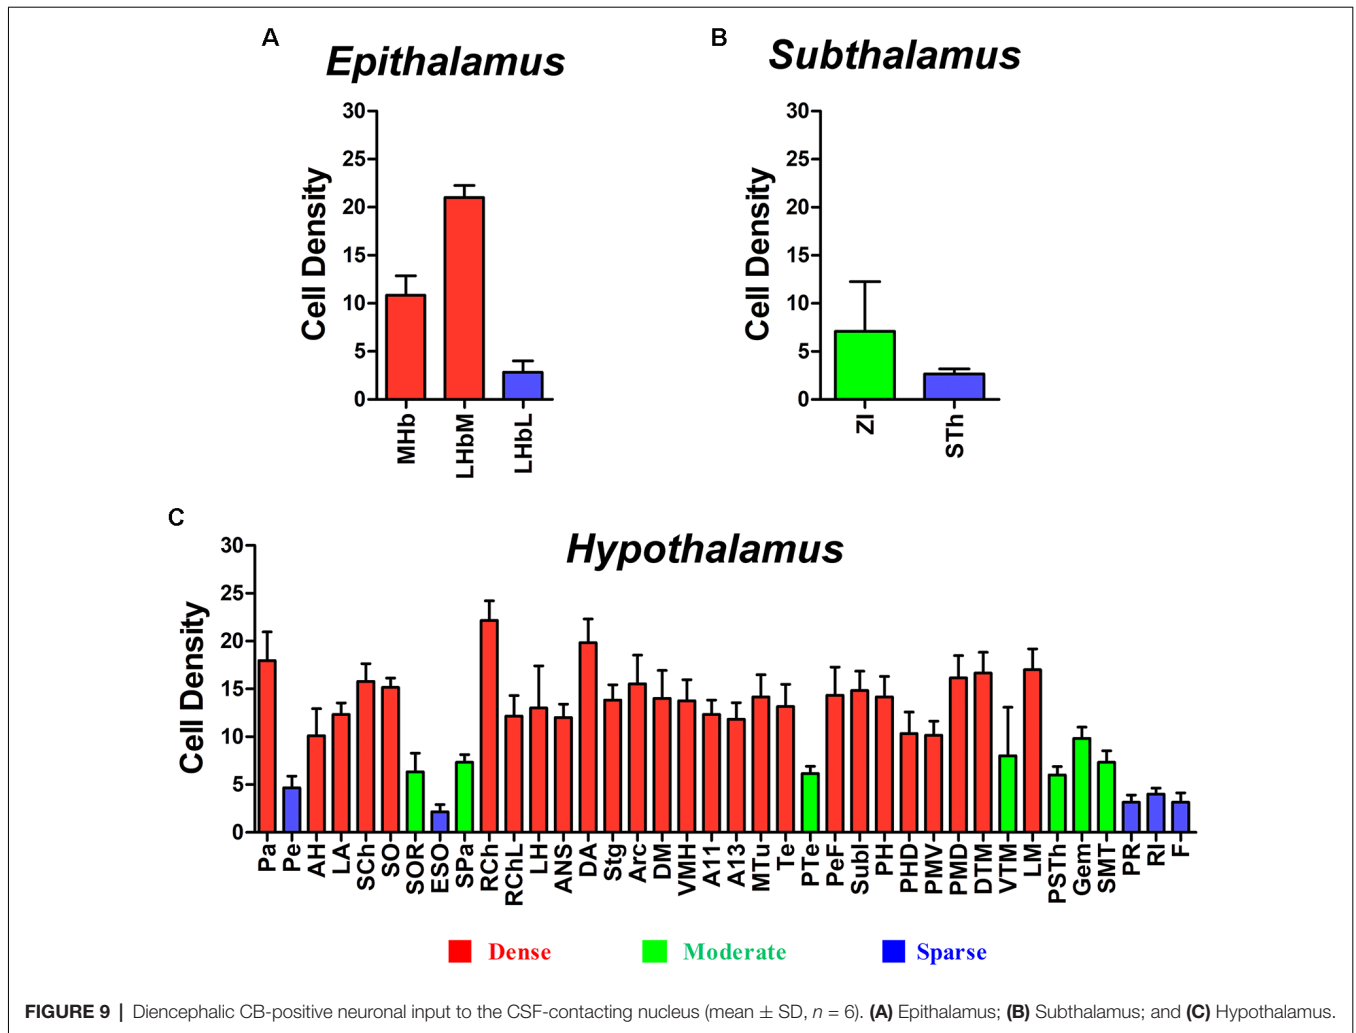 A
Epithalamus
30
25
20
15
10
5
0
Cell Density
MHb
LHbM
LHbL
B
Subthalamus
30
25
20
15
10
5
0
Cell Density
ZI
STh
C
Hypothalamus
30
25
20
15
10
5
0
Cell Density
Pa
Pe
AH
LA
SCh
SO
SOR
ESO
SPa
RCh
RChL
LH
ANS
DA
Stg
Arc
DM
VMH
A11
A13
MTu
Te
PTe
PeF
SubI
PH
PHD
PMV
PMD
DTM
VTM
LM
PSTh
Gem
SMT
PR
RI
F
Dense Moderate Sparse
FIGURE 9 | Diencephalic CB-positive neuronal input to the CSF-contacting nucleus (mean ± SD, n = 6). (A) Epithalamus; (B) Subthalamus; and (C) Hypothalamus.